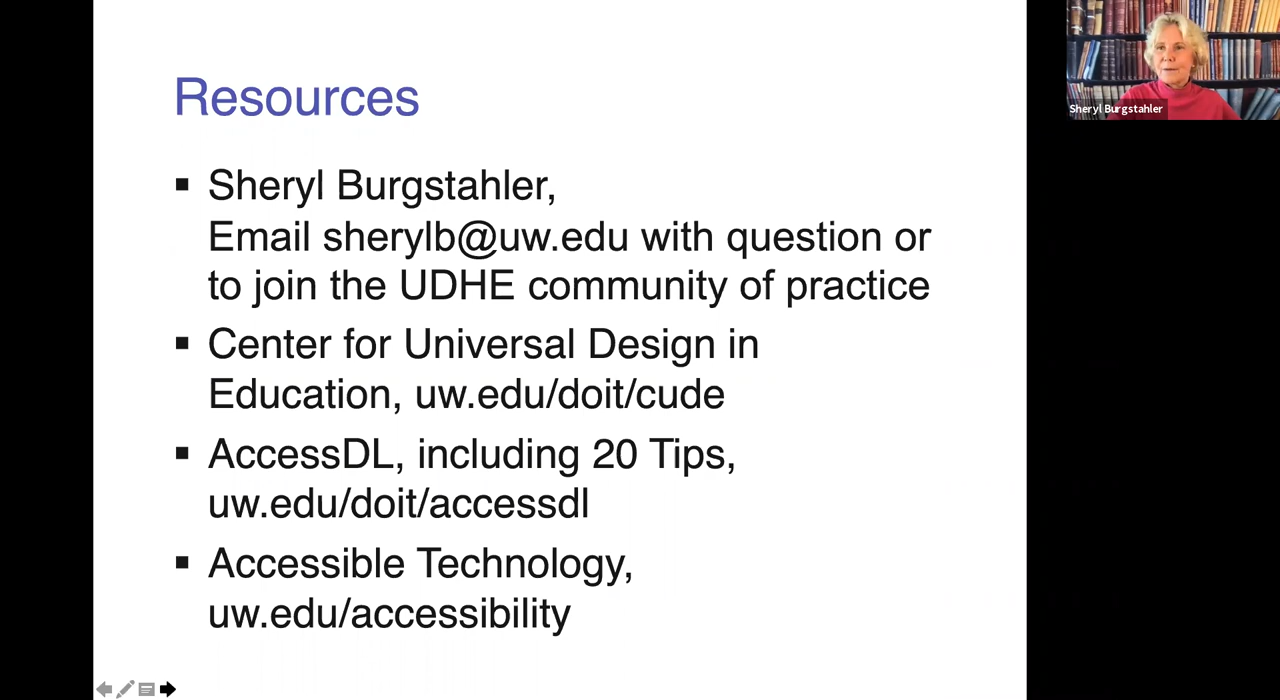 Resources
▪ Sheryl Burgstahler,
Email sherylb@uw.edu with question or
to join the UDHE community of practice
▪ Center for Universal Design in
Education, uw.edu/doit/cude
▪ AccessDL, including 20 Tips,
uw.edu/doit/accessdl
▪ Accessible Technology,
uw.edu/accessibility
Sheryl Burgstahler